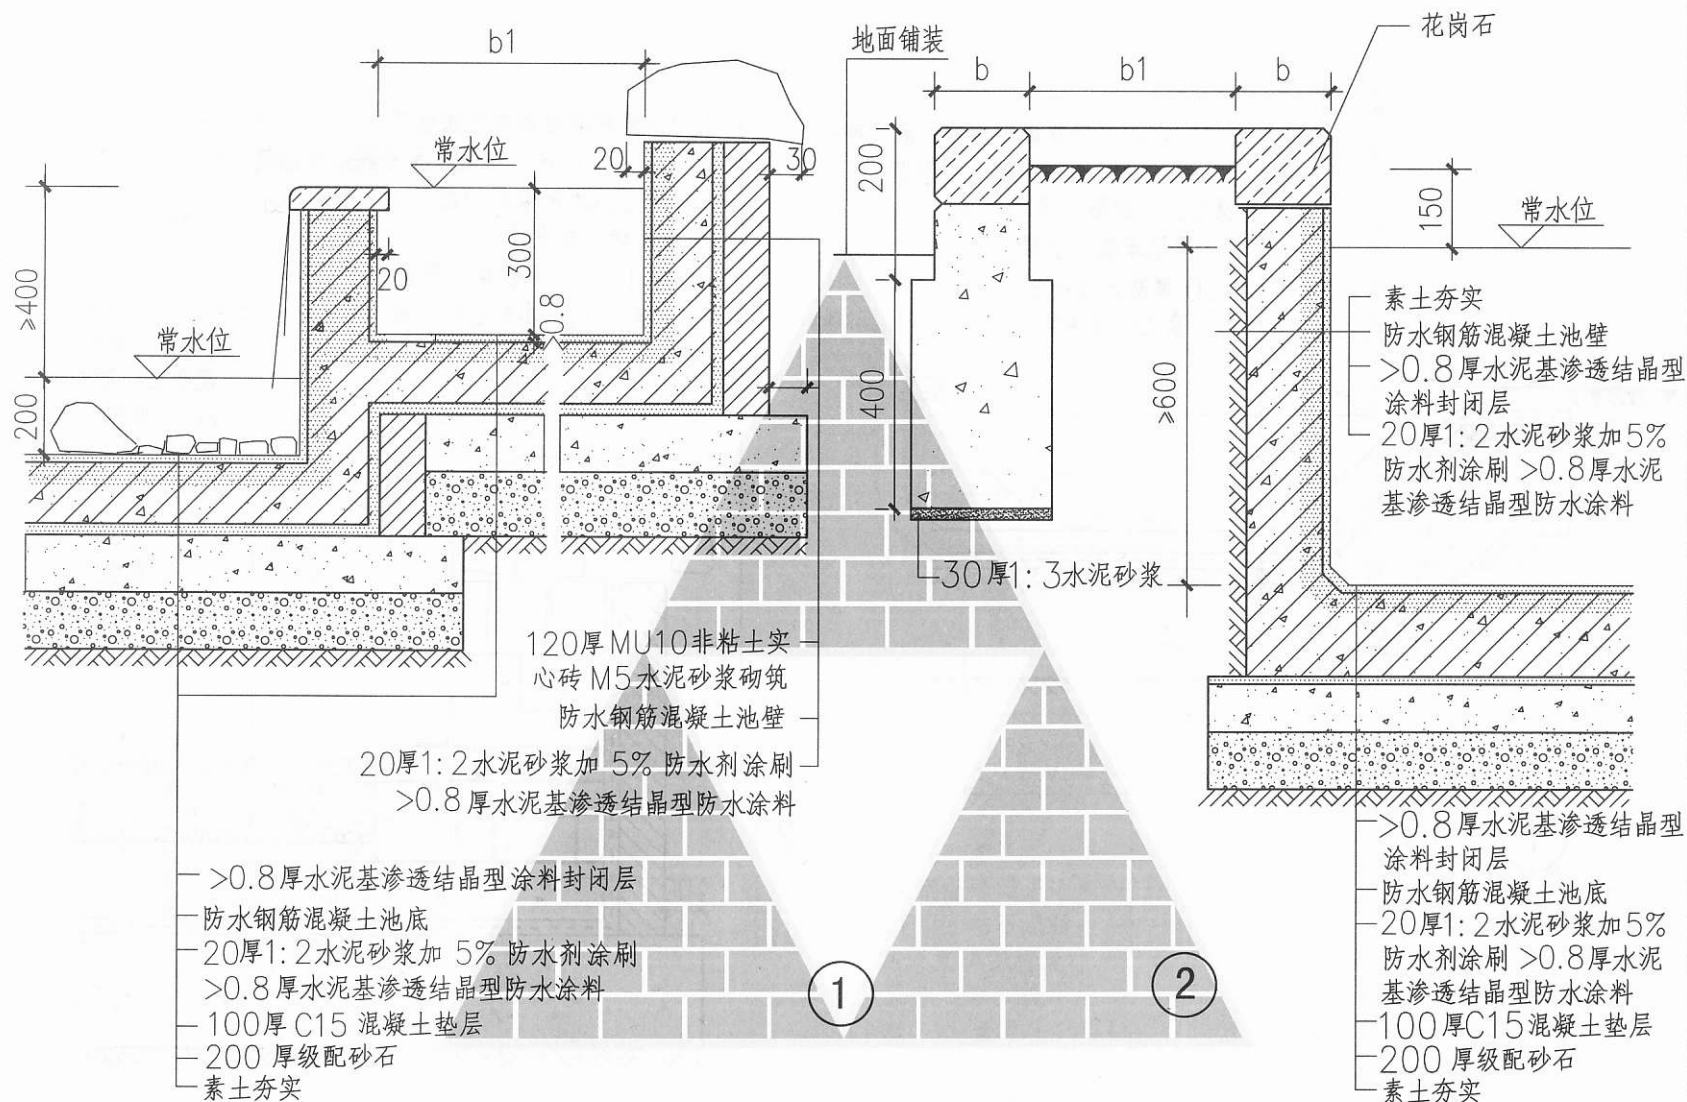 b1
地面铺装
花岗石
b
b1
b
常水位
20
30
200
150
常水位
≥400
20
300
0.8
常水位
200
400
≥600
素土夯实
防水钢筋混凝土池壁
>0.8厚水泥基渗透结晶型
涂料封闭层
20厚1:2水泥砂浆加5%
防水剂涂刷 >0.8厚水泥
基渗透结晶型防水涂料
30厚1:3水泥砂浆
120厚 MU10非粘土实
心砖 M5水泥砂浆砌筑
防水钢筋混凝土池壁
20厚1:2水泥砂浆加 5% 防水剂涂刷
>0.8厚水泥基渗透结晶型防水涂料
>0.8厚水泥基渗透结晶型涂料封闭层
防水钢筋混凝土池底
20厚1:2水泥砂浆加 5% 防水剂涂刷
>0.8厚水泥基渗透结晶型防水涂料
100厚 C15 混凝土垫层
200 厚级配砂石
素土夯实
1
2
>0.8厚水泥基渗透结晶型
涂料封闭层
防水钢筋混凝土池底
20厚1:2水泥砂浆加5%
防水剂涂刷 >0.8厚水泥
基渗透结晶型防水涂料
100厚C15混凝土垫层
200 厚级配砂石
素土夯实